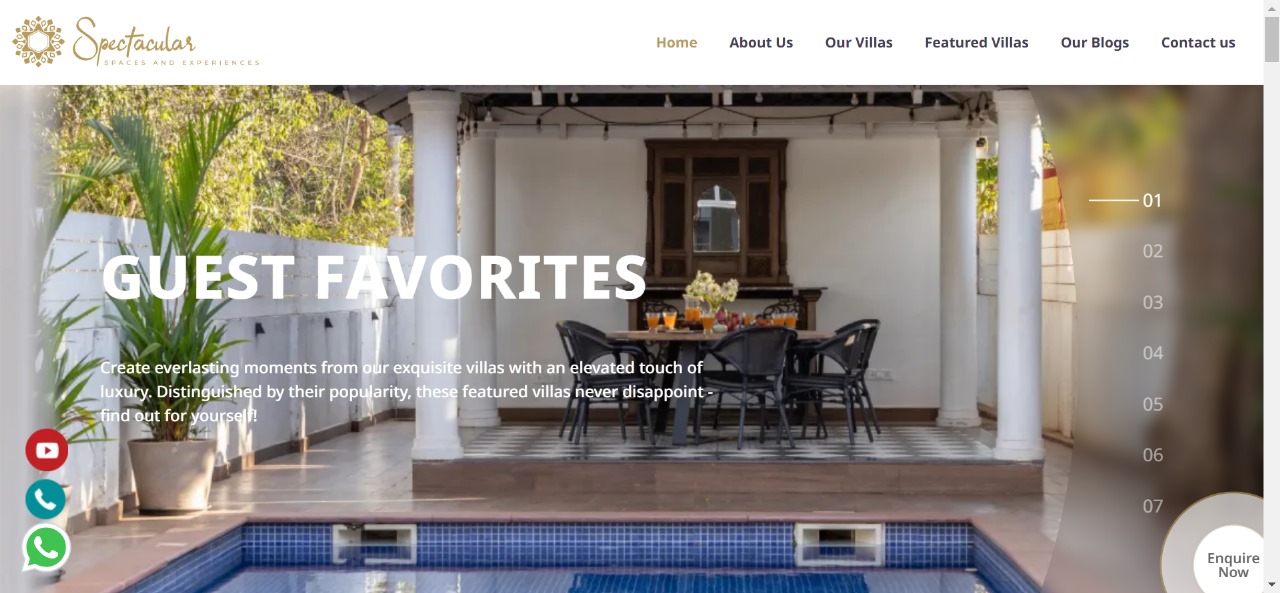 Spectacular
SPACES AND EXPERIENCES
Home
About Us
Our Villas
Featured Villas
Our Blogs
Contact us
GUEST FAVORITES
Create everlasting moments from our exquisite villas with an elevated touch of
luxury. Distinguished by their popularity, these featured villas never disappoint -
find out for yourself!
01
02
03
04
05
06
07
Enquire
Now